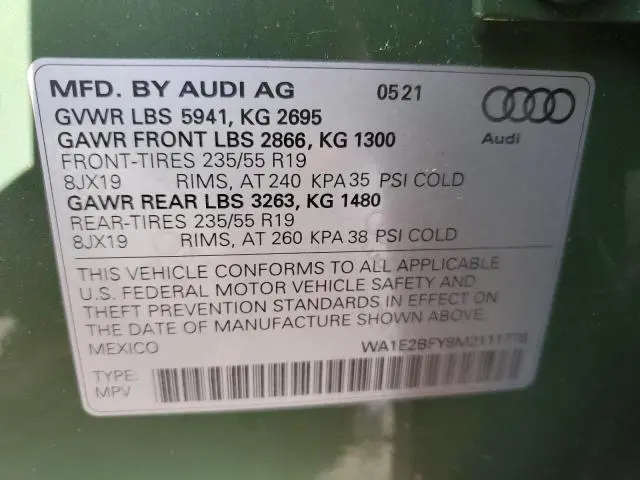 MFD. BY AUDI AG 05 21
GVWR LBS 5941, KG 2695
GAWR FRONT LBS 2866, KG 1300
Audi
FRONT-TIRES 235/55 R19
8JX19 RIMS, AT 240 KPA 35 PSI COLD
GAWR REAR LBS 3263, KG 1480
REAR-TIRES 235/55 R19
8JX19 RIMS, AT 260 KPA 38 PSI COLD
THIS VEHICLE CONFORMS TO ALL APPLICABLE
U.S. FEDERAL MOTOR VEHICLE SAFETY AND
THEFT PREVENTION STANDARDS IN EFFECT ON
THE DATE OF MANUFACTURE SHOWN ABOVE.
MEXICO
TYPE:
MPV